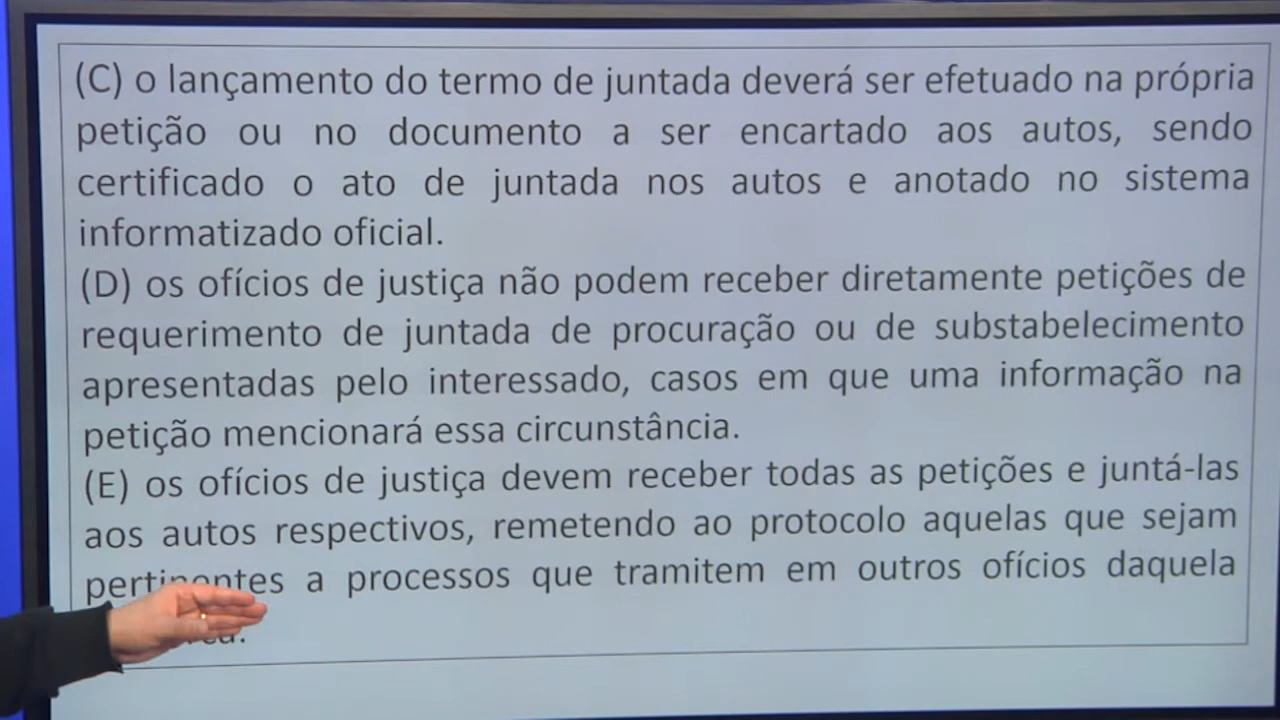 (C) o lançamento do termo de juntada deverá ser efetuado na própria
petição ou no documento a ser encartado aos autos, sendo
certificado o ato de juntada nos autos e anotado no sistema
informatizado oficial.
(D) os ofícios de justiça não podem receber diretamente petições de
requerimento de juntada de procuração ou de substabelecimento
apresentadas pelo interessado, casos em que uma informação na
petição mencionará essa circunstância.
(E) os ofícios de justiça devem receber todas as petições e juntá-las
aos autos respectivos, remetendo ao protocolo aquelas que sejam
pertinentes a processos que tramitem em outros ofícios daquela